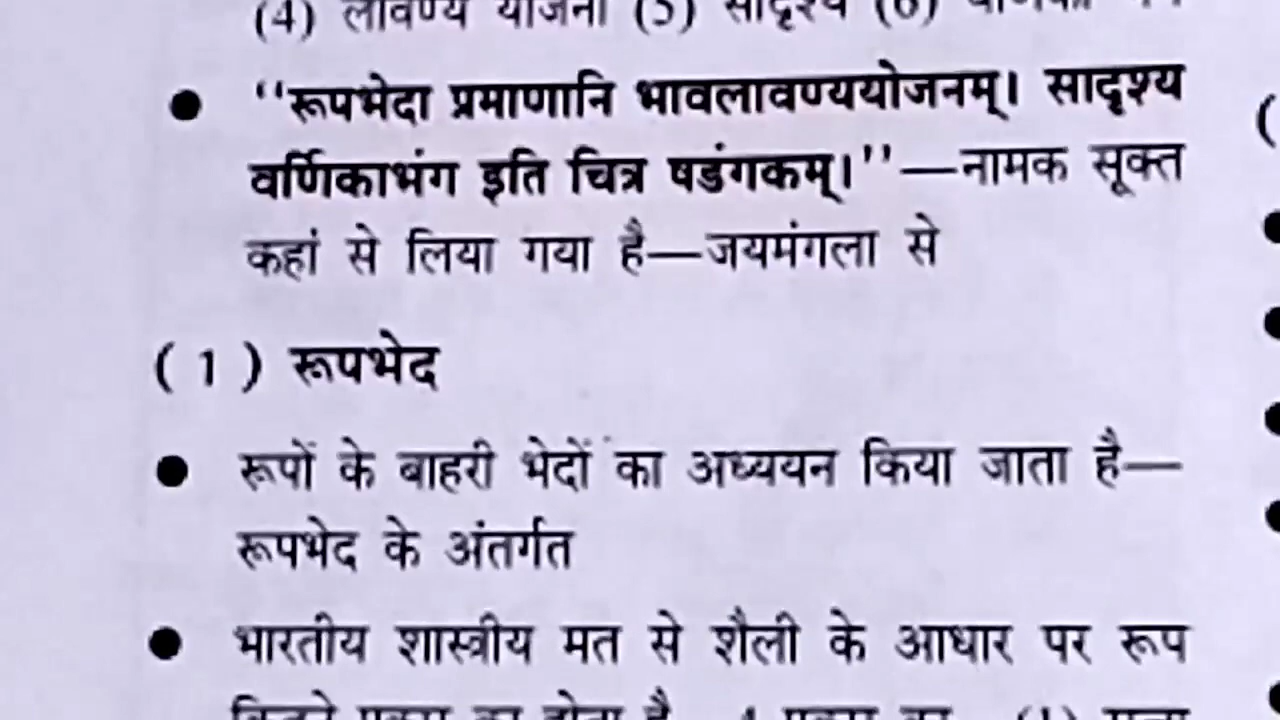 (4) लावण्य योजना (5) सादृश्य (6)
● ‘‘रूपभेदा प्रमाणानि भावलावण्ययोजनम्। सादृश्य
वर्णिकाभंग इति चित्र षडंगकम्।’’—नामक सूक्त
कहां से लिया गया है—जयमंगला से
( 1 ) रूपभेद
● रूपों के बाहरी भेदों का अध्ययन किया जाता है—
रूपभेद के अंतर्गत
● भारतीय शास्त्रीय मत से शैली के आधार पर रूप